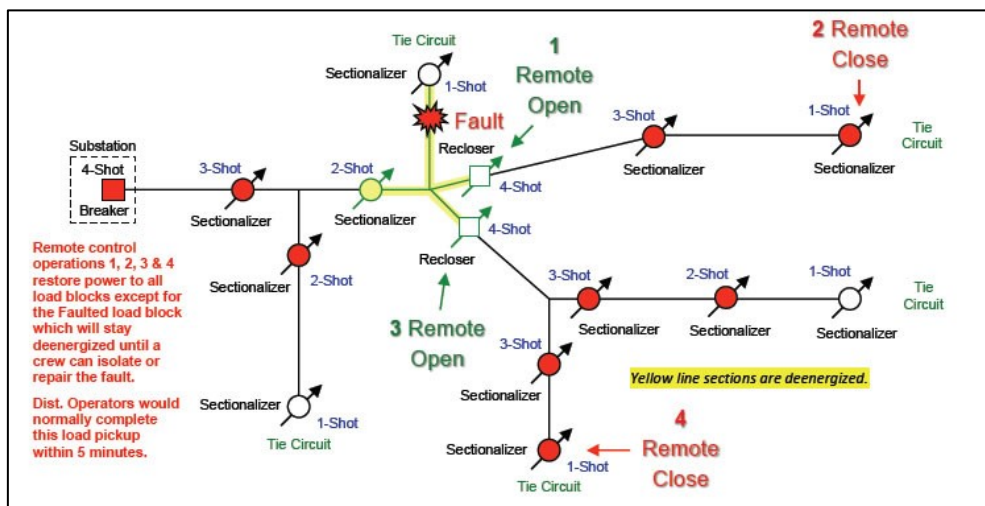 Tie Circuit
Sectionalizer
1-Shot
1
Remote
Open
2 Remote
Close
Fault
Recloser
4-Shot
3-Shot
Sectionalizer
1-Shot
Sectionalizer
Tie
Circuit
Substation
4-Shot
Breaker
3-Shot
Sectionalizer
2-Shot
Sectionalizer
4-Shot
Recloser
Sectionalizer
2-Shot
Remote control
operations 1, 2, 3 & 4
restore power to all
load blocks except for
the Faulted load block
which will stay
deenergized until a
crew can isolate or
repair the fault.
Dist. Operators would
normally complete
this load pickup
within 5 minutes.
3 Remote
Open
3-Shot
Sectionalizer
2-Shot
Sectionalizer
1-Shot
Sectionalizer
Tie
Circuit
3-Shot
Sectionalizer
Yellow line sections are deenergized.
Sectionalizer
1-Shot
Tie Circuit
Sectionalizer
1-Shot
Tie Circuit
4
Remote
Close